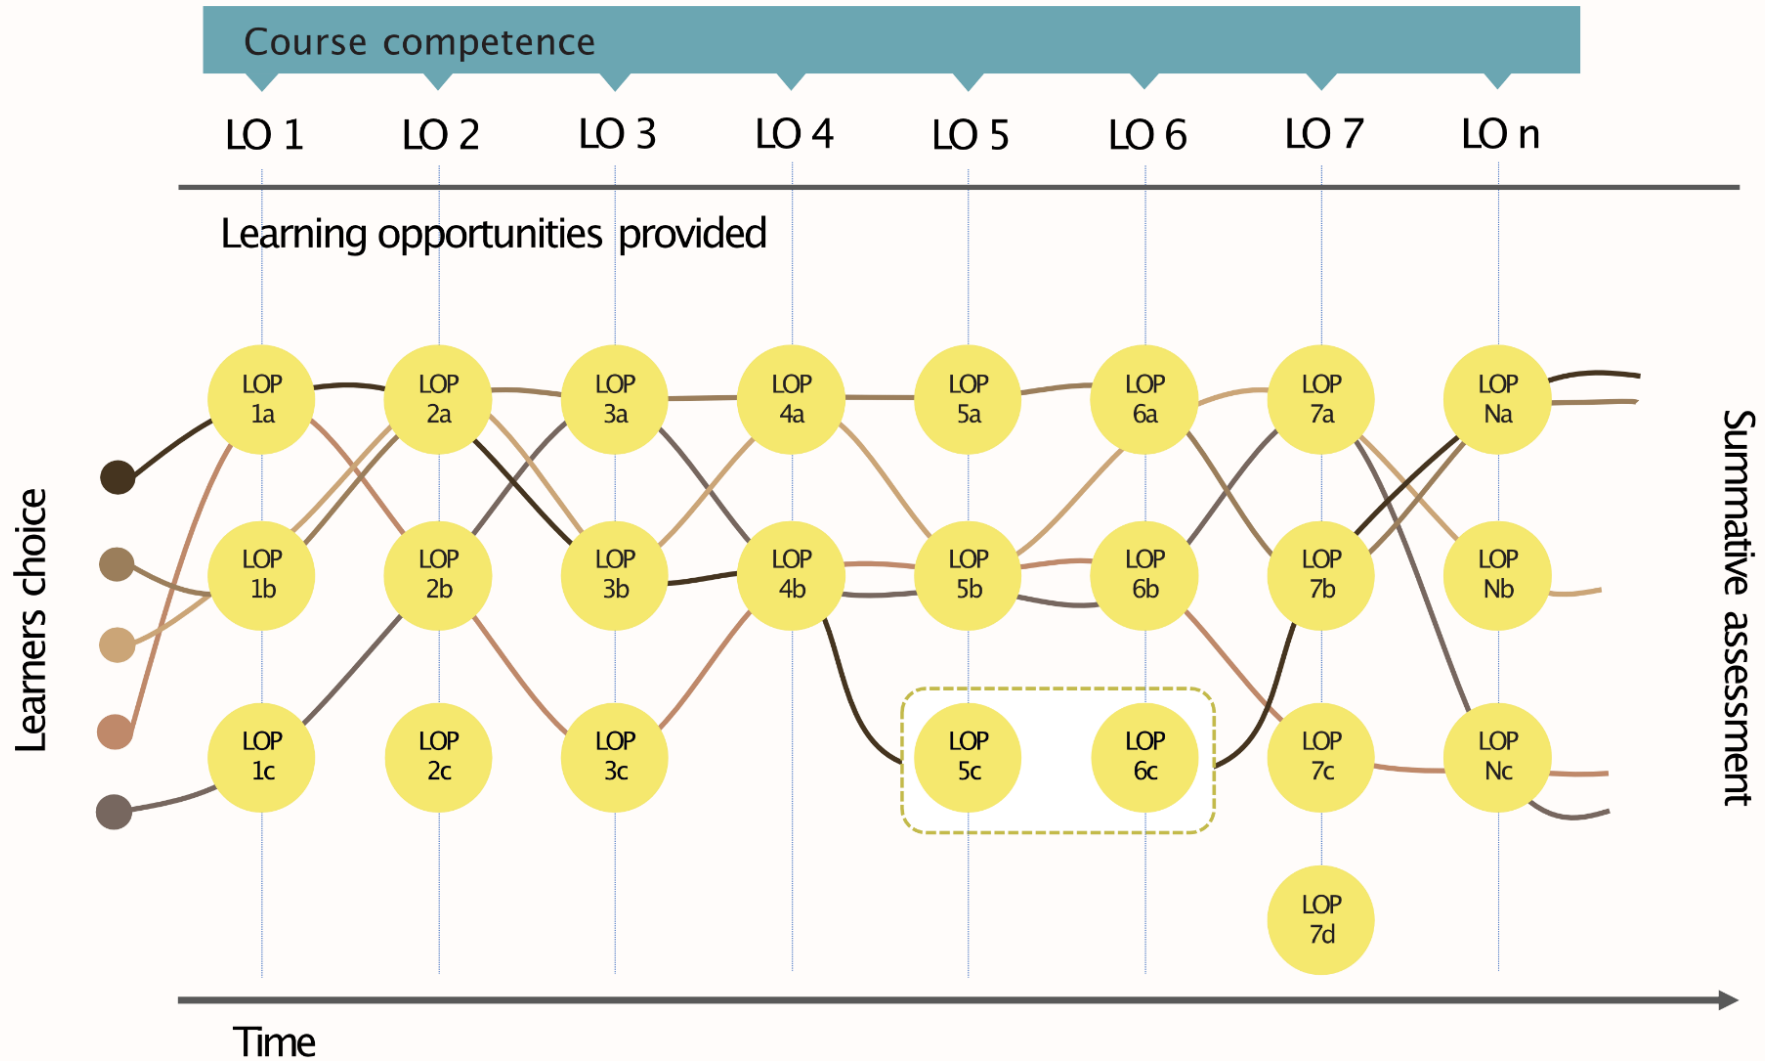 Course competence
LO 1
LO 2
LO 3
LO 4
LO 5
LO 6
LO 7
LO n
Learning opportunities provided
Learners choice
LOP
1a
LOP
2a
LOP
3a
LOP
4a
LOP
5a
LOP
6a
LOP
7a
LOP
Na
LOP
1b
LOP
2b
LOP
3b
LOP
4b
LOP
5b
LOP
6b
LOP
7b
LOP
Nb
LOP
1c
LOP
2c
LOP
3c
LOP
5c
LOP
6c
LOP
7c
LOP
Nc
LOP
7d
Summative assessment
Time